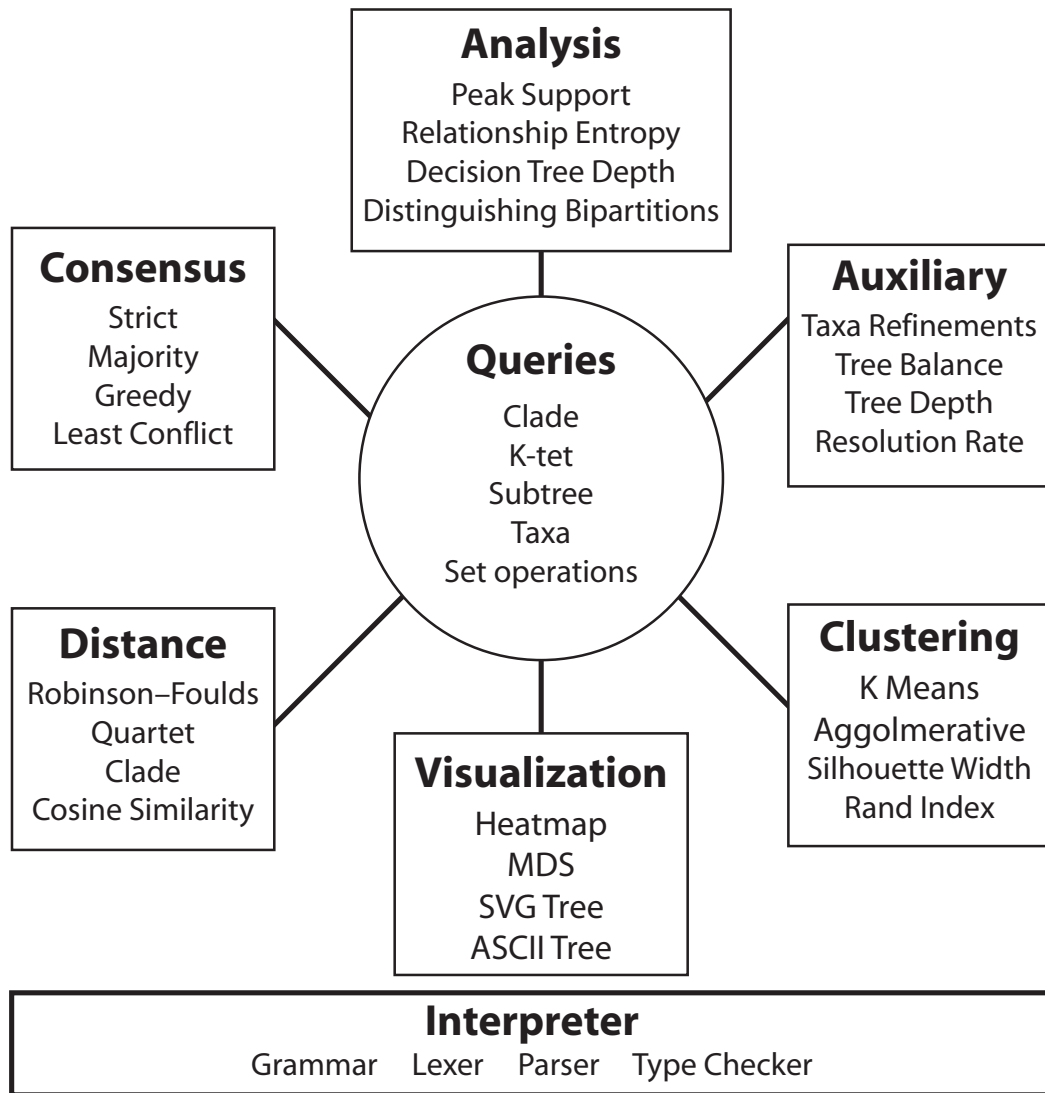 Analysis
Peak Support
Relationship Entropy
Decision Tree Depth
Distinguishing Bipartitions
Consensus
Strict
Majority
Greedy
Least Conflict
Queries
Clade
K-tet
Subtree
Taxa
Set operations
Auxiliary
Taxa Refinements
Tree Balance
Tree Depth
Resolution Rate
Distance
Robinson–Foulds
Quartet
Clade
Cosine Similarity
Visualization
Heatmap
MDS
SVG Tree
ASCII Tree
Clustering
K Means
Aggolmerative
Silhouette Width
Rand Index
Interpreter
Grammar Lexer Parser Type Checker